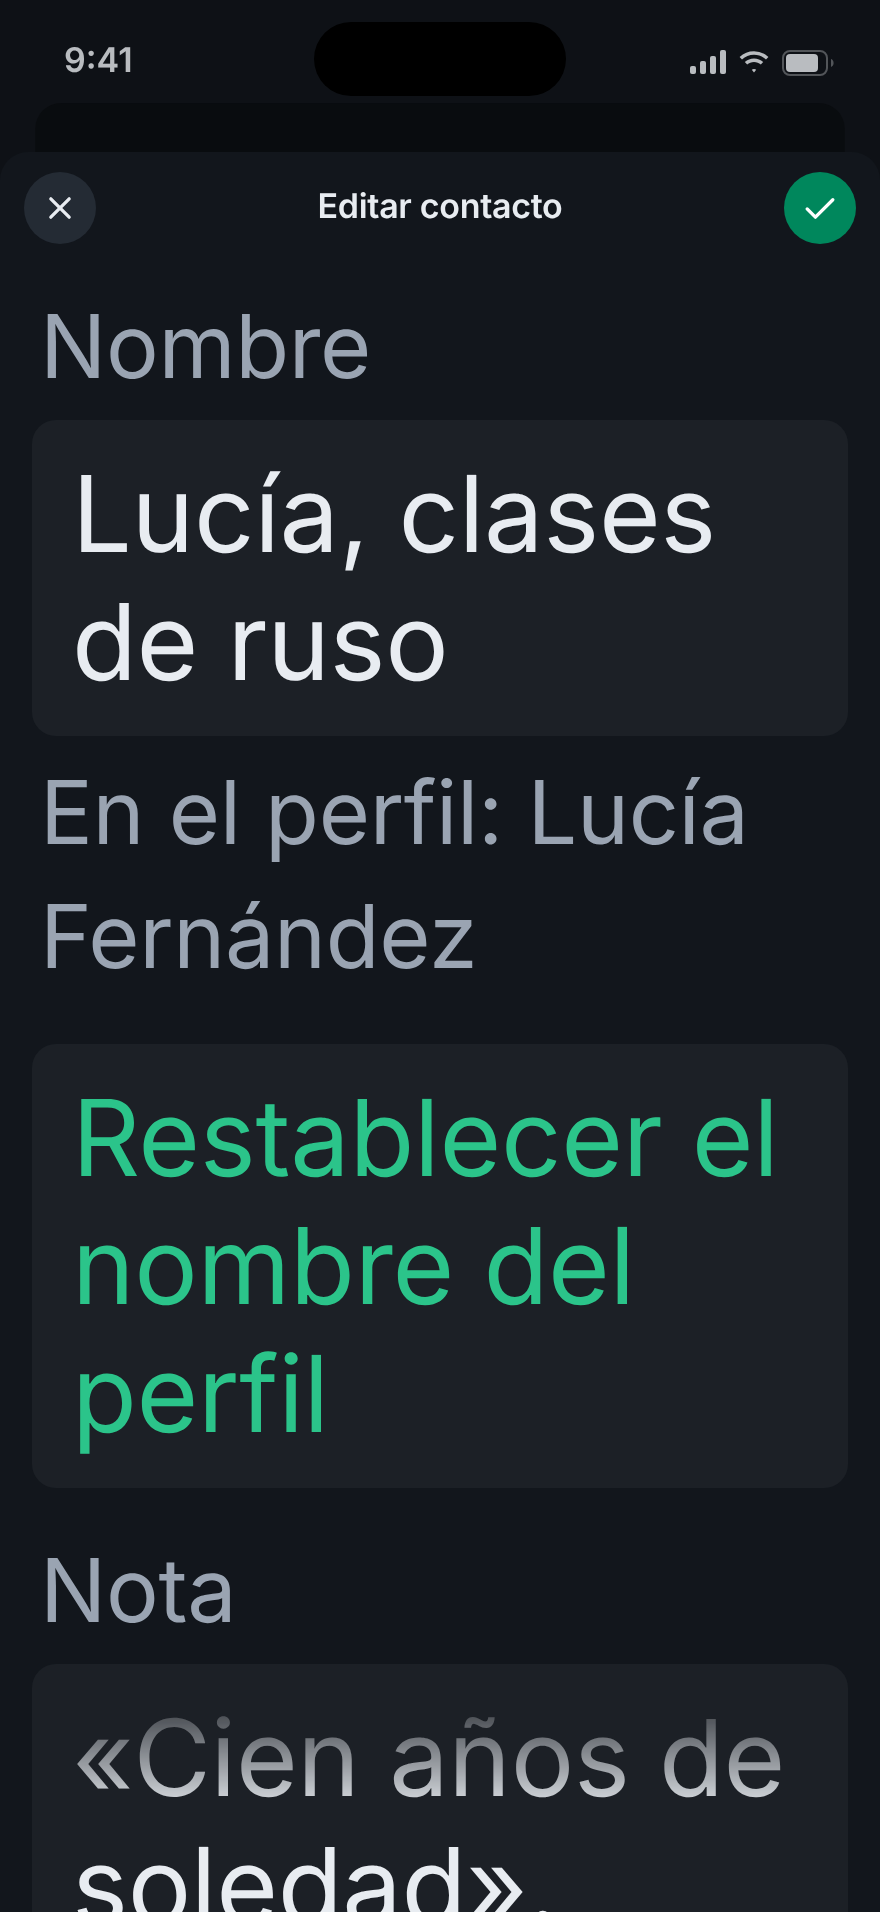 9:41
Editar contacto
Nombre
Lucía, clases
de ruso
En el perfil: Lucía
Fernández
Restablecer el
nombre del
perfil
Nota
«Cien años de
soledad»,